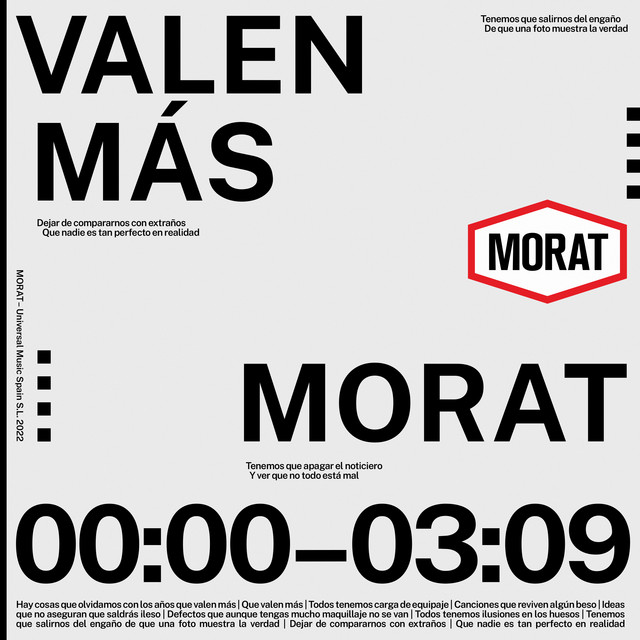 VALEN
MÁS
Tenemos que salirnos del engaño
De que una foto muestra la verdad
Dejar de compararnos con extraños
Que nadie es tan perfecto en realidad
MORAT
MORAT– Universal Music Spain S.L. 2022
MORAT
Tenemos que apagar el noticiero
Y ver que no todo está mal
00:00–03:09
Hay cosas que olvidamos con los años que valen más | Que valen más | Todos tenemos carga de equipaje | Canciones que reviven algún beso | Ideas
que no aseguran que saldrás ileso | Defectos que aunque tengas mucho maquillaje no se van | Todos tenemos ilusiones en los huesos | Tenemos
que salirnos del engaño de que una foto muestra la verdad | Dejar de compararnos con extraños | Que nadie es tan perfecto en realidad